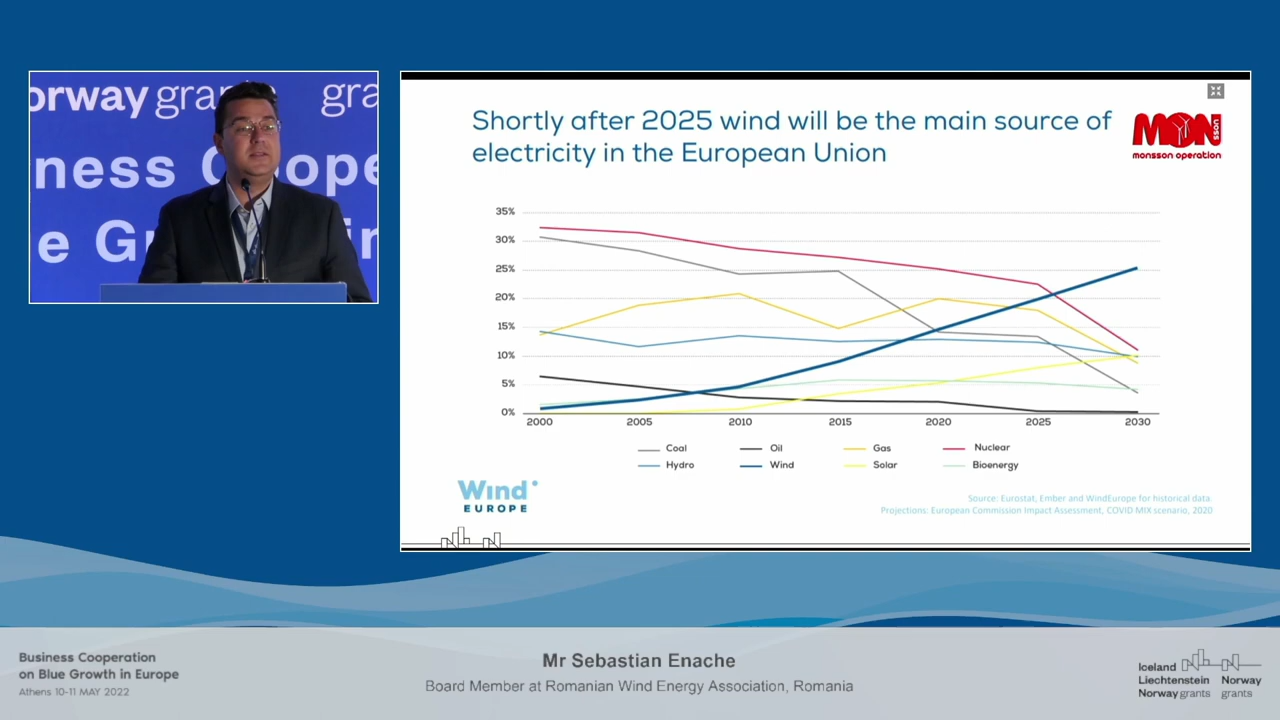 orway grants
gra
ness Coope
e Gr in
Shortly after 2025 wind will be the main source of
electricity in the European Union
MON
sson
monsson operation
35%
30%
25%
20%
15%
10%
5%
0%
2000 2005 2010 2015 2020 2025 2030
Coal Oil Gas Nuclear
Hydro Wind Solar Bioenergy
Wind
EUROPE
Source: Eurostat, Ember and WindEurope for historical data.
Projections: European Commission Impact Assessment, COVID MIX scenario, 2020
Business Cooperation
on Blue Growth in Europe
Athens 10-11 MAY 2022
Mr Sebastian Enache
Board Member at Romanian Wind Energy Association, Romania
Iceland
Liechtenstein Norway
Norway grants grants